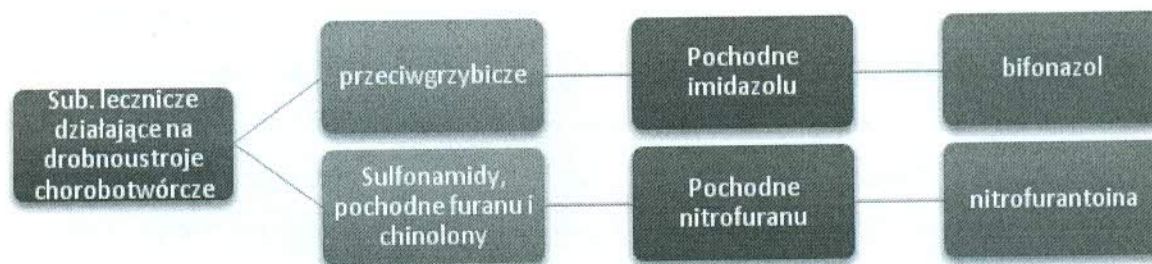 Sub. lecznicze
działające na
drobnoustroje
chorobotwórcze
przeciwgrzybicze
Pochodne
imidazolu
bifonazol
Sulfonamidy,
pochodne furanu i
chinolony
Pochodne
nitrofuranu
nitrofurantoina